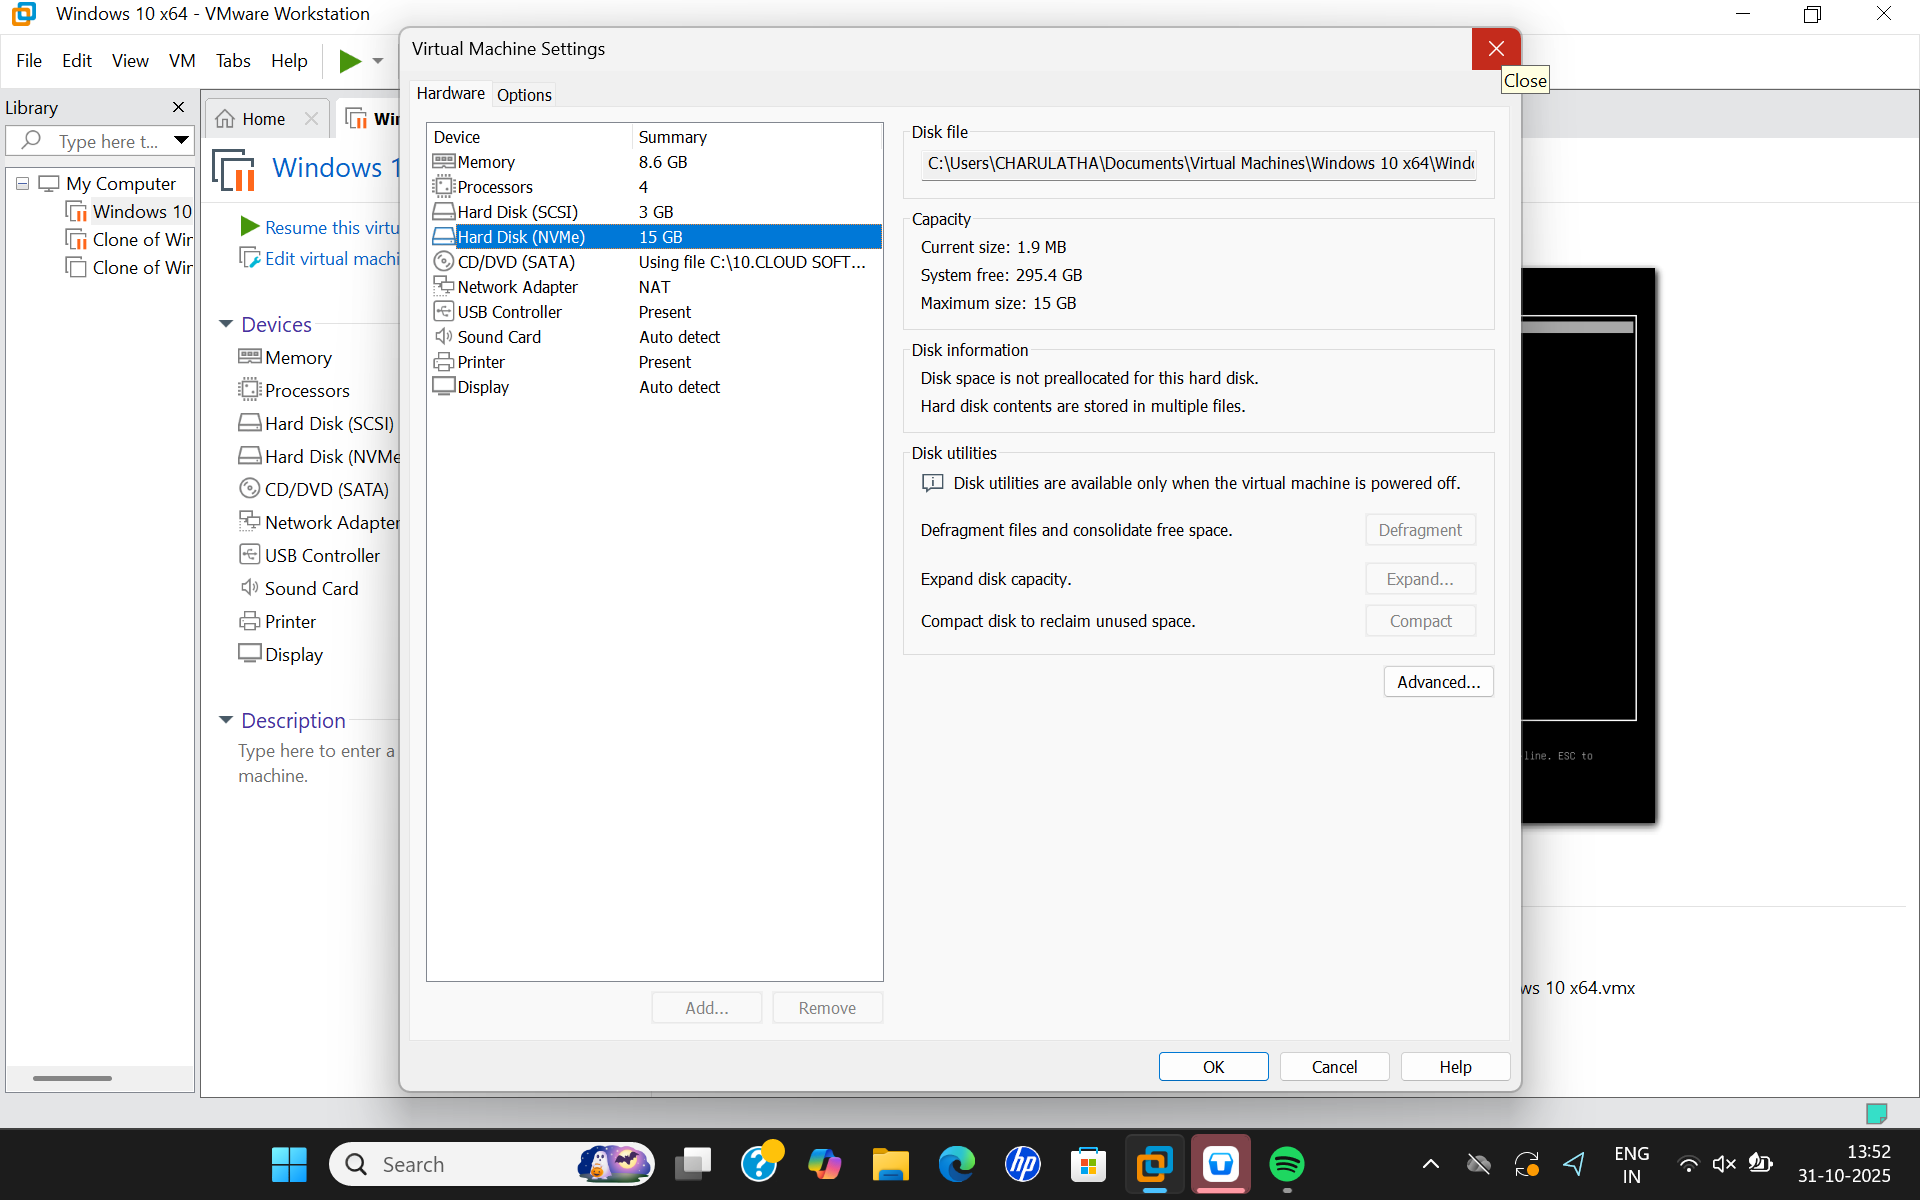 Windows 10 x64 - VMware Workstation
File Edit View VM Tabs Help
Library
Type here t...
My Computer
Windows 10
Clone of Wir
Clone of Wir
Home
Wir
Windows 1
Resume this virtu
Edit virtual machi
Devices
Memory
Processors
Hard Disk (SCSI)
Hard Disk (NVMe
CD/DVD (SATA)
Network Adapter
USB Controller
Sound Card
Printer
Display
Description
Type here to enter a
machine.
Virtual Machine Settings
Close
Hardware Options
Device Summary
Memory 8.6 GB
Processors 4
Hard Disk (SCSI) 3 GB
Hard Disk (NVMe) 15 GB
CD/DVD (SATA) Using file C:\10.CLOUD SOFT...
Network Adapter NAT
USB Controller Present
Sound Card Auto detect
Printer Present
Display Auto detect
Add... Remove
Disk file
C:\Users\CHARULATHA\Documents\Virtual Machines\Windows 10 x64\Windo
Capacity
Current size: 1.9 MB
System free: 295.4 GB
Maximum size: 15 GB
Disk information
Disk space is not preallocated for this hard disk.
Hard disk contents are stored in multiple files.
Disk utilities
Disk utilities are available only when the virtual machine is powered off.
Defragment files and consolidate free space. Defragment
Expand disk capacity. Expand...
Compact disk to reclaim unused space. Compact
Advanced...
OK Cancel Help
line. ESC to
ws 10 x64.vmx
Search
hp
ENG
IN
13:52
31-10-2025